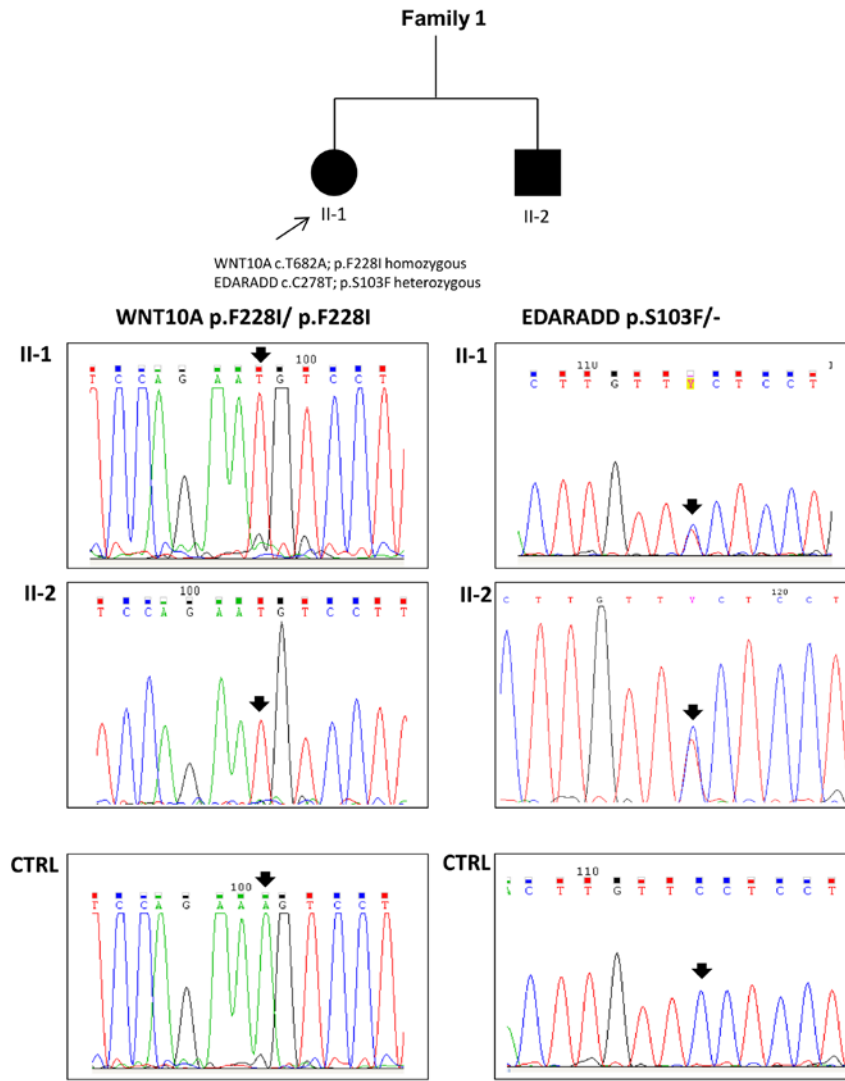 Family 1
II-1
II-2
WNT10A c.T682A; p.F228I homozygous
EDARADD c.C278T; p.S103F heterozygous
WNT10A p.F228I/ p.F228I
EDARADD p.S103F/-
II-1
100
T C C A G A A T G T C C T
II-1
110
C T T G T T Y C T C C T
II-2
100
T C C A G A A T G T C C T T
II-2
120
C T T G T T Y C T C C T
CTRL
100
T C C A G A A A G T C C T
CTRL
110
C T T G T T C C T C C T